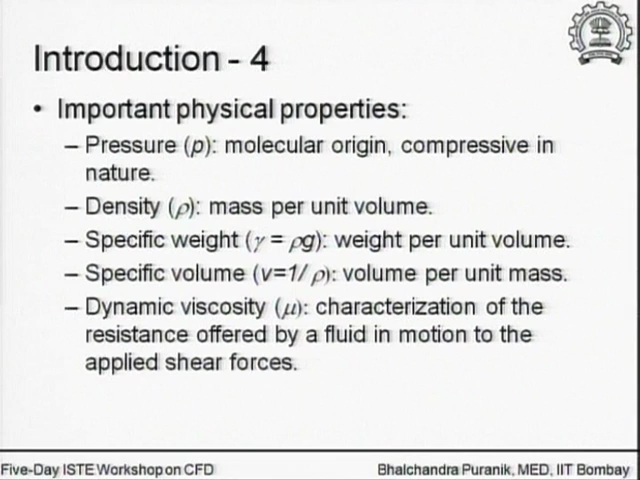 Introduction - 4
• Important physical properties:
– Pressure (p): molecular origin, compressive in
nature.
– Density (ρ): mass per unit volume.
– Specific weight (γ = ρg): weight per unit volume.
– Specific volume (v=1/ ρ): volume per unit mass.
– Dynamic viscosity (μ): characterization of the
resistance offered by a fluid in motion to the
applied shear forces.
Five-Day ISTE Workshop on CFD
Bhalchandra Puranik, MED, IIT Bombay